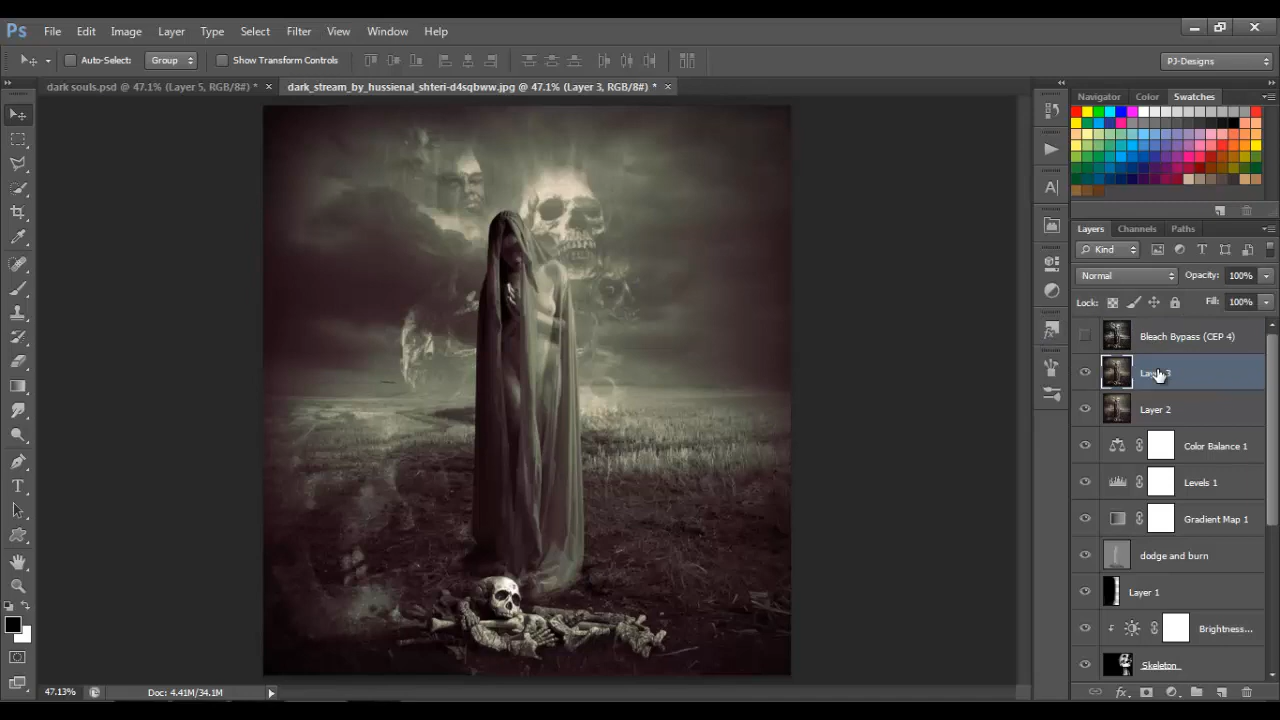 Ps File Edit Image Layer Type Select Filter View Window Help
Auto-Select: Group Show Transform Controls PJ-Designs
dark souls.psd @ 47.1% (Layer 5, RGB/8#) * × dark_stream_by_hussienal_shteri-d4sqbww.jpg @ 47.1% (Layer 3, RGB/8#) * ×
Navigator Color Swatches
Layers Channels Paths
Kind
Normal Opacity: 100%
Lock: Fill: 100%
Bleach Bypass (CEP 4)
Layer 2
Color Balance 1
Levels 1
Gradient Map 1
dodge and burn
Layer 1
Brightness...
Skeleton
47.13% Doc: 4.41M/34.1M